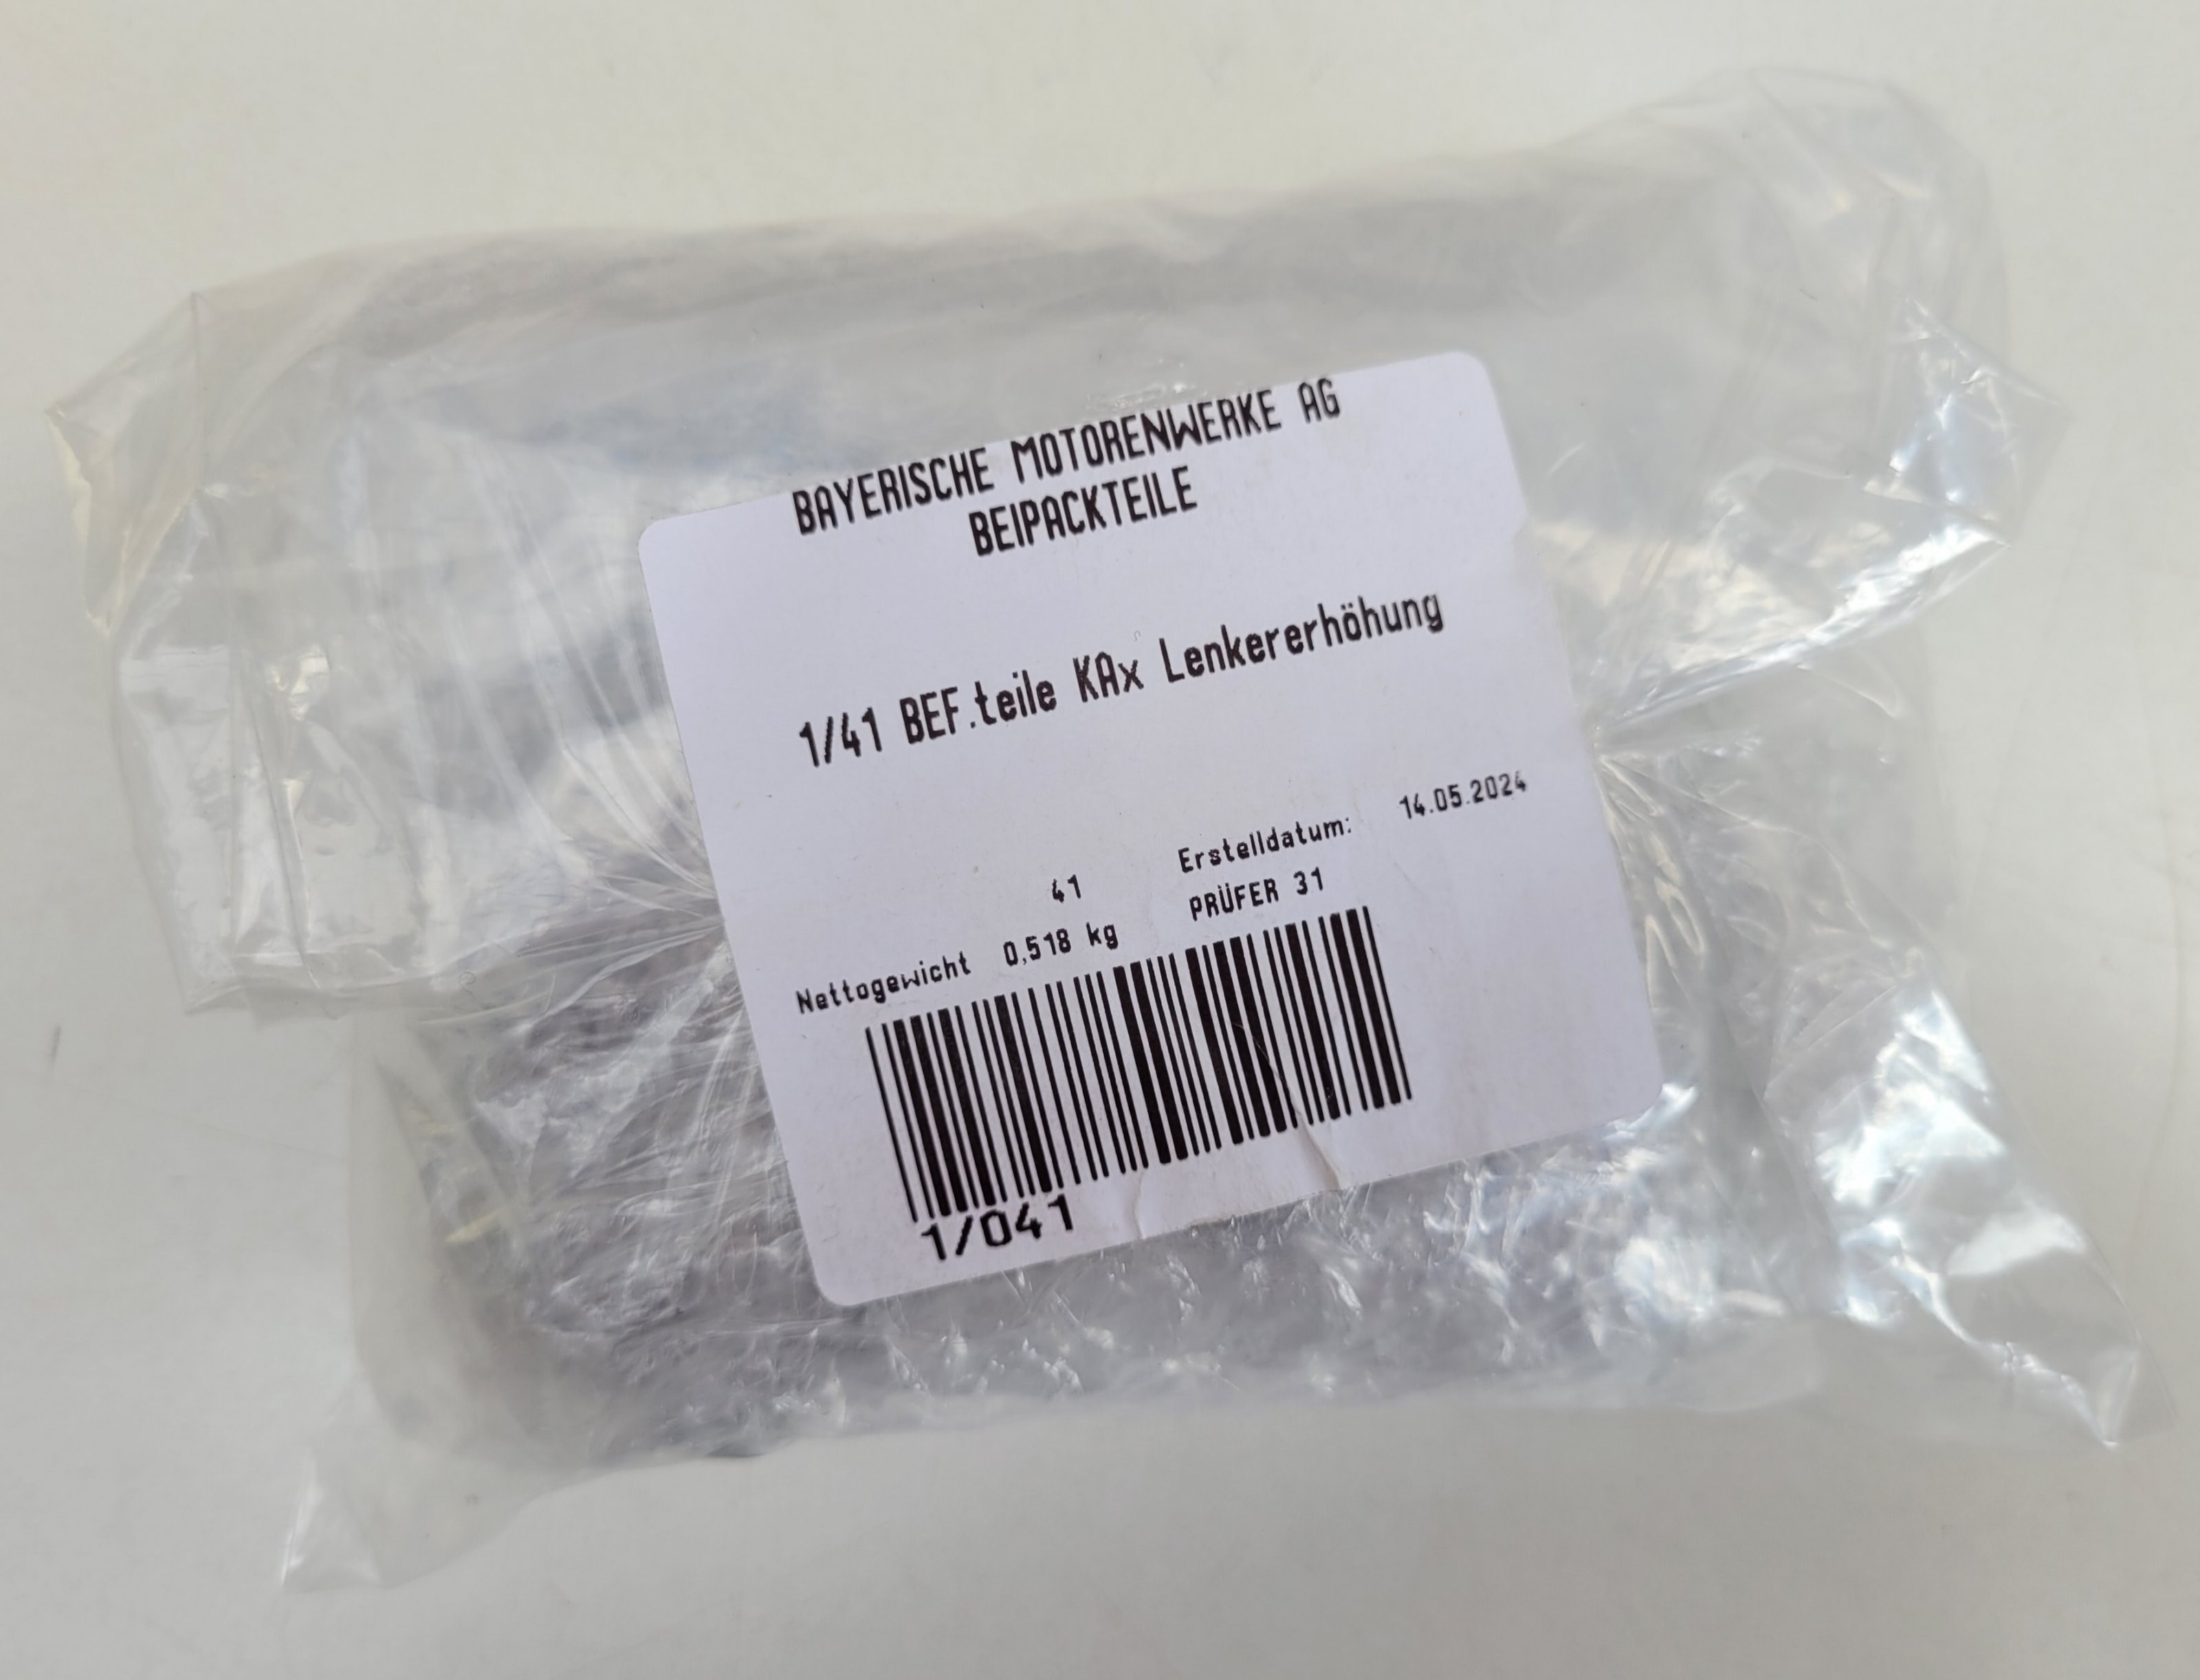 BAYERISCHE MOTORENWERKE AG
BEIPACKTEILE
1/41 BEF.teile KAx Lenkererhöhung
41 Erstelldatum: 14.05.2024
Nettogewicht 0,518 kg PRÜFER 31
1/041